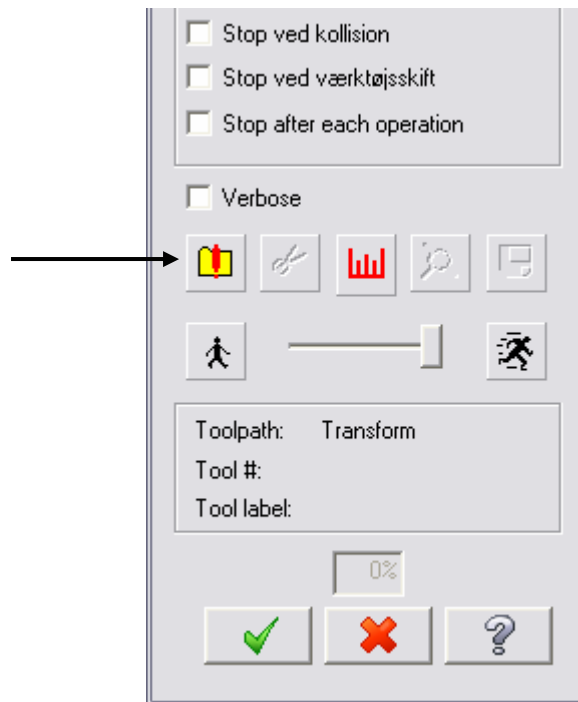 Stop ved kollision
Stop ved værktøjsskift
Stop after each operation
Verbose
Toolpath: Transform
Tool #:
Tool label:
0%